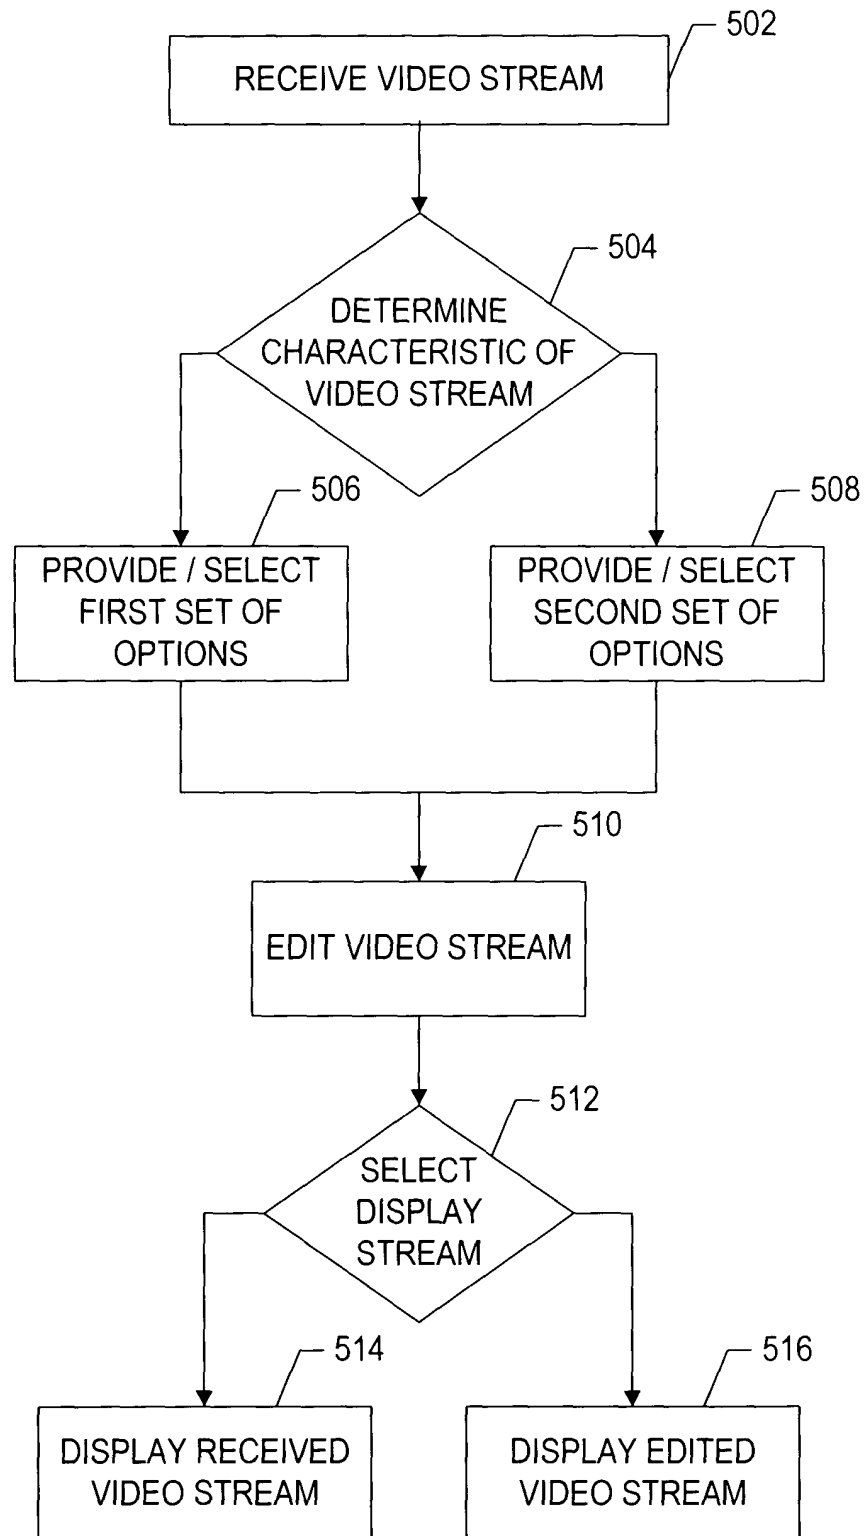 502
RECEIVE VIDEO STREAM
504
DETERMINE
CHARACTERISTIC OF
VIDEO STREAM
506
PROVIDE / SELECT
FIRST SET OF
OPTIONS
508
PROVIDE / SELECT
SECOND SET OF
OPTIONS
510
EDIT VIDEO STREAM
512
SELECT
DISPLAY
STREAM
514
DISPLAY RECEIVED
VIDEO STREAM
516
DISPLAY EDITED
VIDEO STREAM